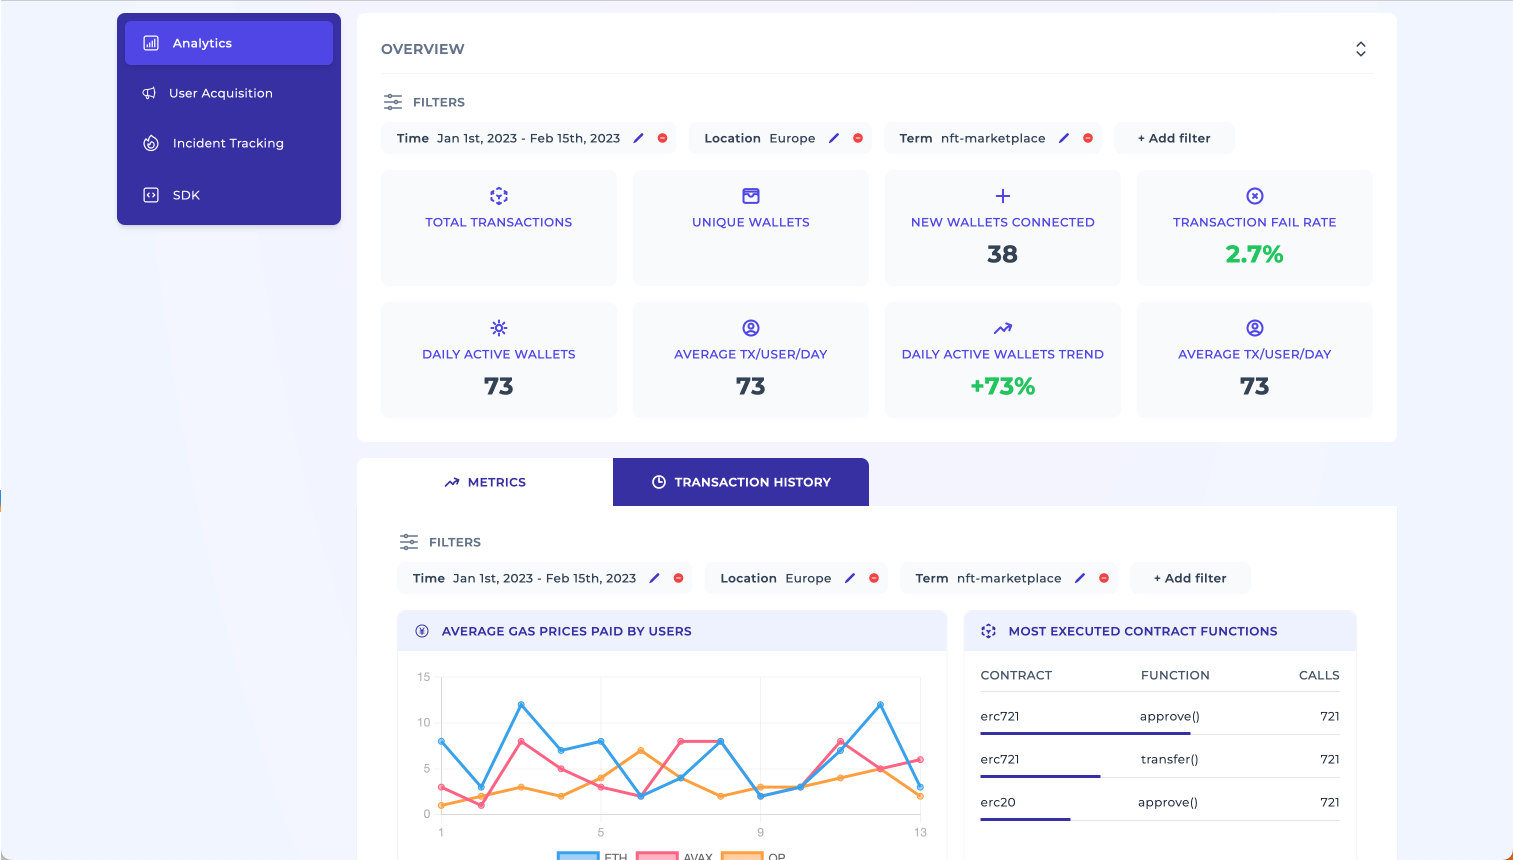 Analytics
User Acquisition
Incident Tracking
SDK
OVERVIEW
FILTERS
Time Jan 1st, 2023 - Feb 15th, 2023 Location Europe Term nft-marketplace + Add filter
TOTAL TRANSACTIONS
UNIQUE WALLETS
NEW WALLETS CONNECTED
38
TRANSACTION FAIL RATE
2.7%
DAILY ACTIVE WALLETS
73
AVERAGE TX/USER/DAY
73
DAILY ACTIVE WALLETS TREND
+73%
AVERAGE TX/USER/DAY
73
METRICS
TRANSACTION HISTORY
FILTERS
Time Jan 1st, 2023 - Feb 15th, 2023 Location Europe Term nft-marketplace + Add filter
AVERAGE GAS PRICES PAID BY USERS
15
10
5
0
1 5 9 13
ETH AVAX OP
MOST EXECUTED CONTRACT FUNCTIONS
CONTRACT FUNCTION CALLS
erc721 approve() 721
erc721 transfer() 721
erc20 approve() 721